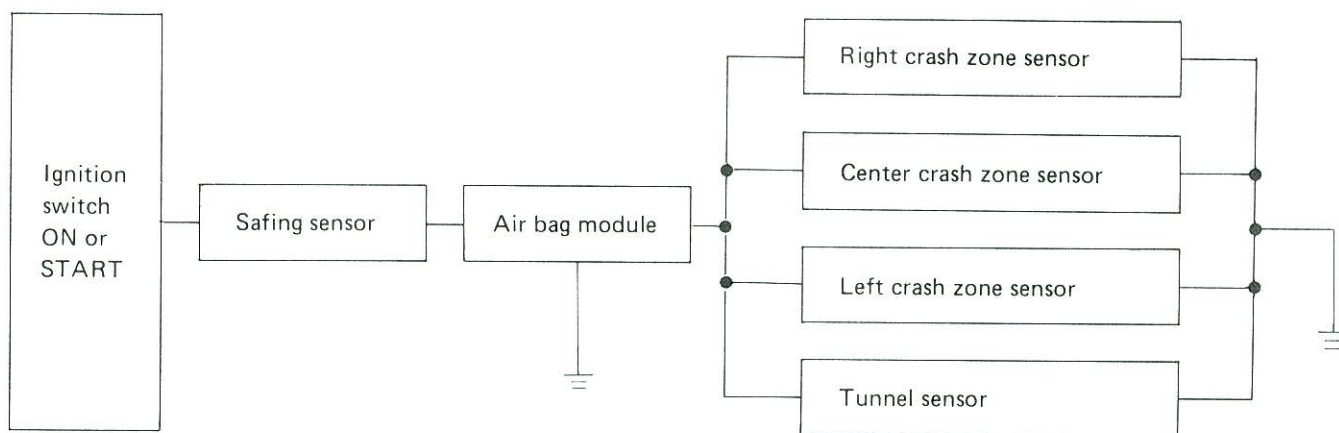 Ignition
switch
ON or
START
Safing sensor
Air bag module
Right crash zone sensor
Center crash zone sensor
Left crash zone sensor
Tunnel sensor